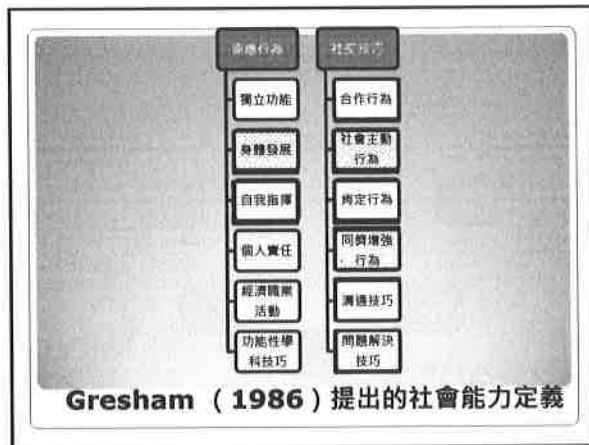 適應行為
獨立功能
身體發展
自我指揮
個人責任
經濟職業
活動
功能性學
科技巧
社交技巧
合作行為
社會主動
行為
肯定行為
同儕增強
行為
溝通技巧
問題解決
技巧
Gresham （1986）提出的社會能力定義